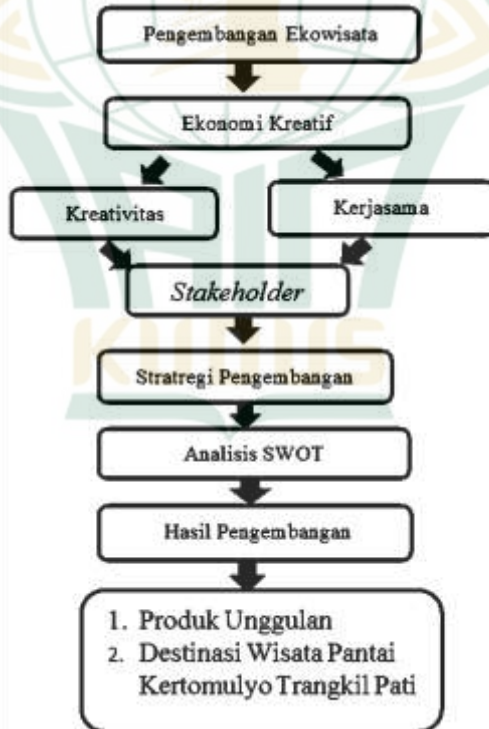 Pengembangan Ekowisata
Ekonomi Kreatif
Kreativitas
Kerjasama
Stakeholder
Stratregi Pengembangan
Analisis SWOT
Hasil Pengembangan
1. Produk Unggulan
2. Destinasi Wisata Pantai
Kertomulyo Trangkil Pati
KUDUS